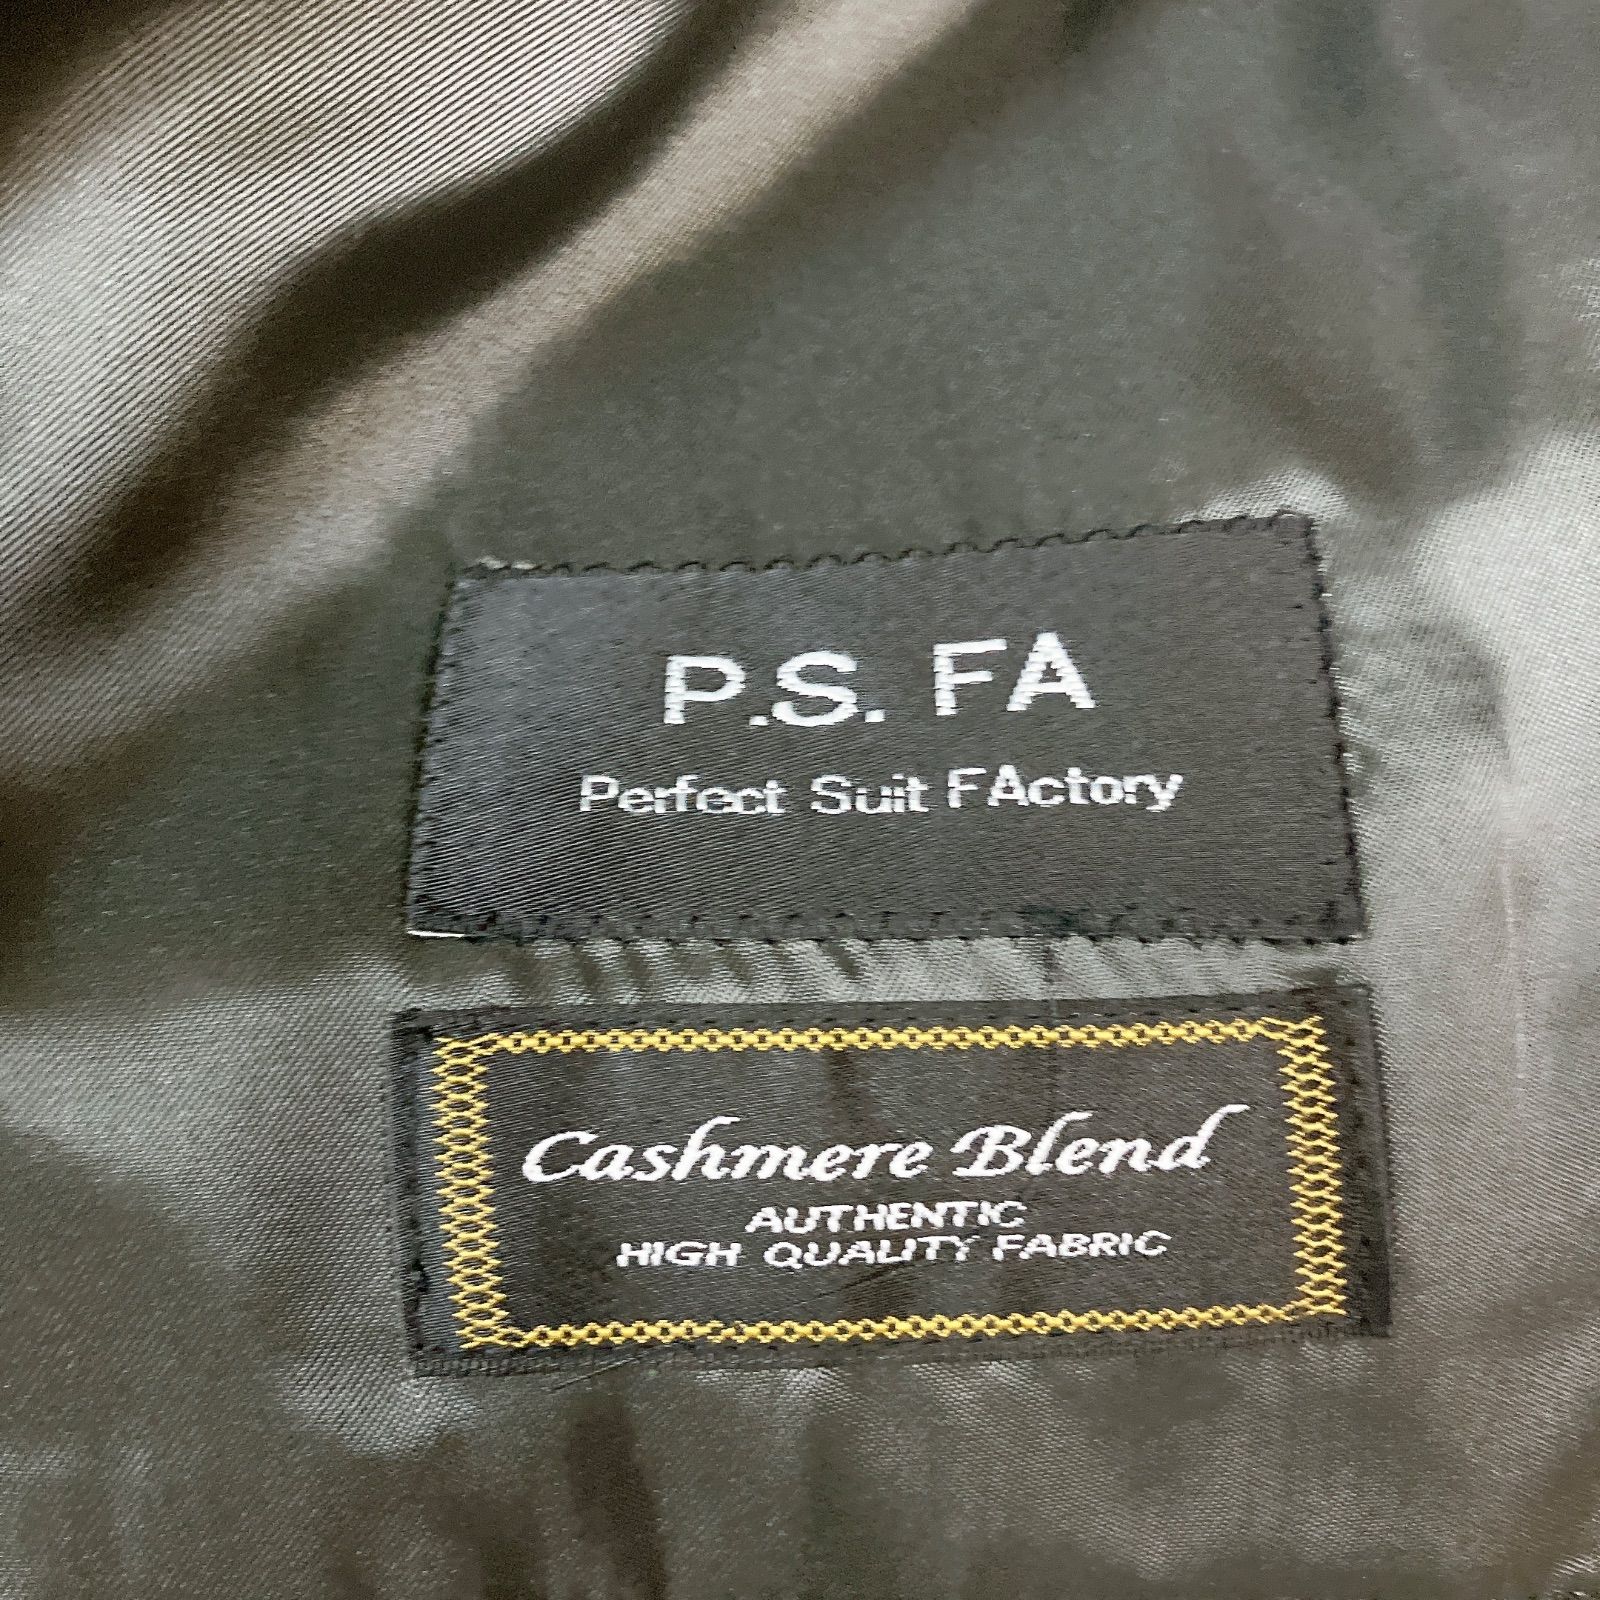 P.S. FA
Perfect Suit FActory
Cashmere Blend
AUTHENTIC
HIGH QUALITY FABRIC